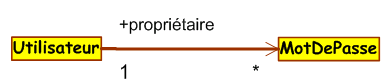 +propriétaire
Utilisateur MotDePasse
1 *